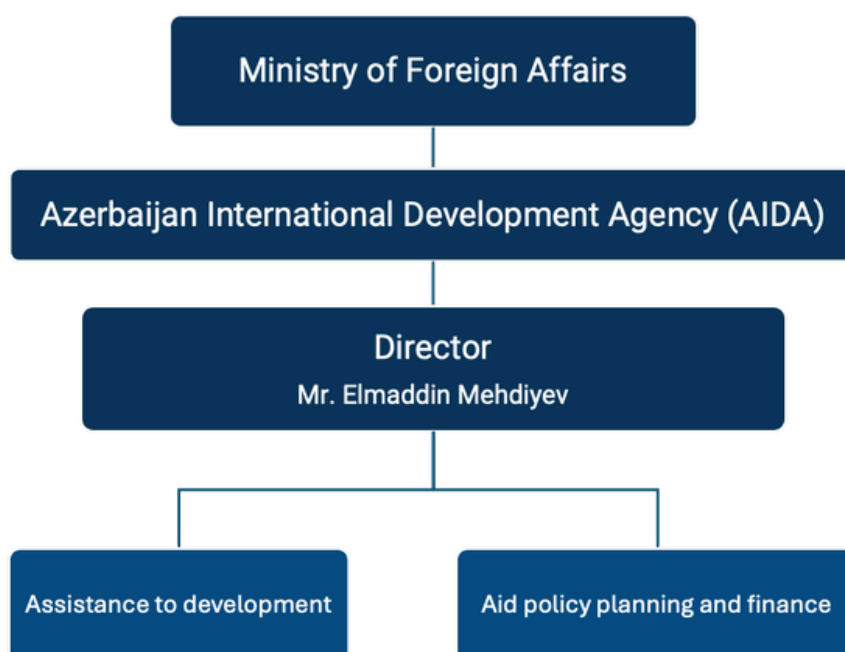 Ministry of Foreign Affairs
Azerbaijan International Development Agency (AIDA)
Director
Mr. Elmaddin Mehdiyev
Assistance to development
Aid policy planning and finance